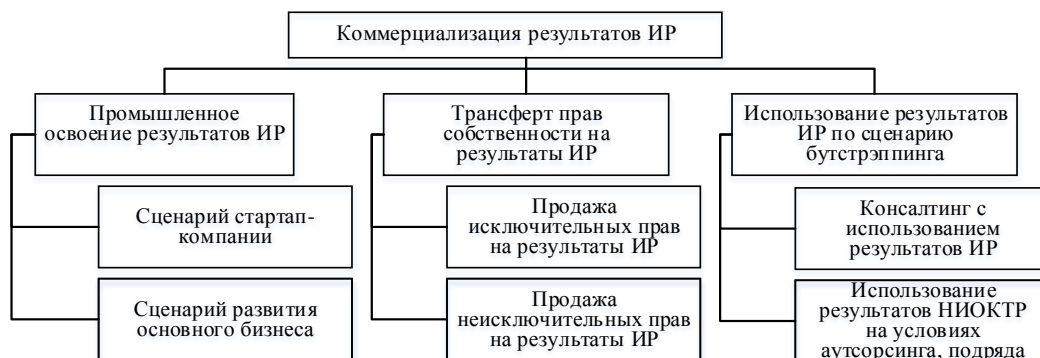 Коммерциализация результатов ИР
Промышленное
освоение результатов ИР
Трансферт прав
собственности на
результаты ИР
Использование результатов
ИР по сценарию
бутстрэппинга
Сценарий стартап-
компании
Продажа
исключительных прав
на результаты ИР
Консалтинг с
использованием
результатов ИР
Сценарий развития
основного бизнеса
Продажа
неисключительных прав
на результаты ИР
Использование
результатов НИОКТР
на условиях
аутсорсинга, подряда